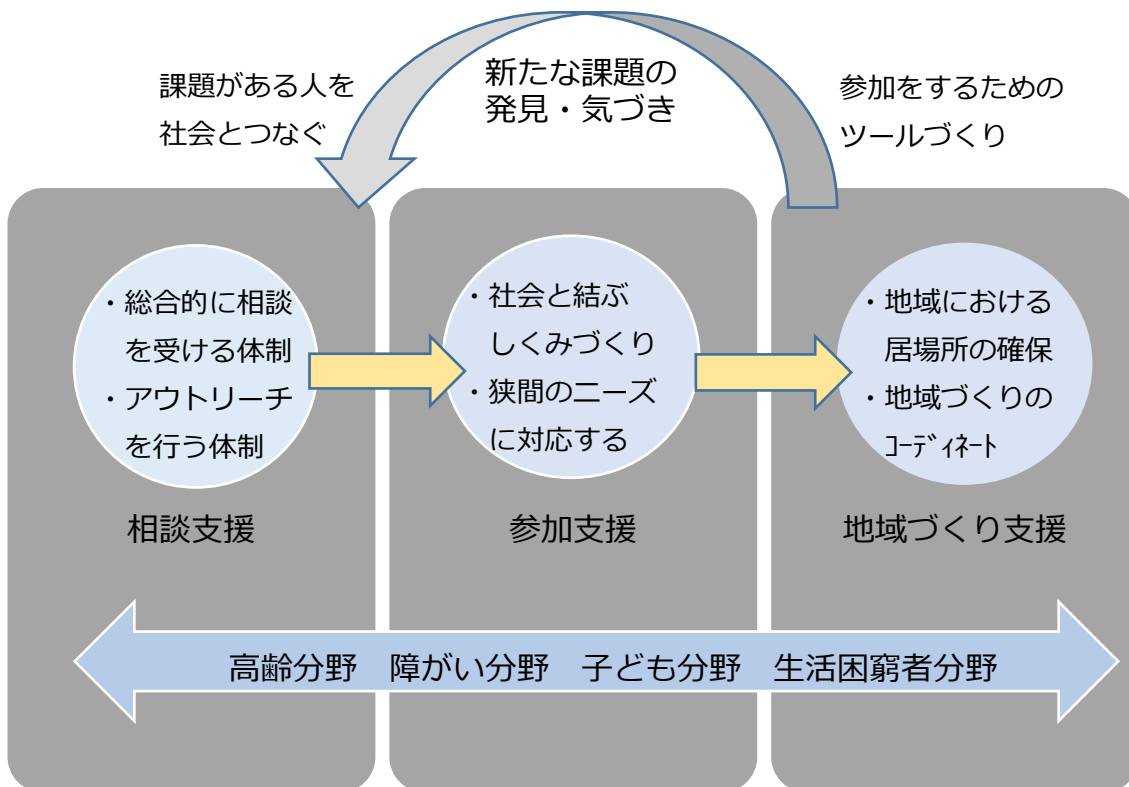 課題がある人を
社会とつなぐ
新たな課題の
発見・気づき
参加をするための
ツールづくり
・総合的に相談
を受ける体制
・アウトリーチ
を行う体制
相談支援
・社会と結ぶ
しくみづくり
・狭間のニーズ
に対応する
参加支援
・地域における
居場所の確保
・地域づくりの
ｺｰﾃﾞｨﾈｰﾄ
地域づくり支援
高齢分野　障がい分野　子ども分野　生活困窮者分野